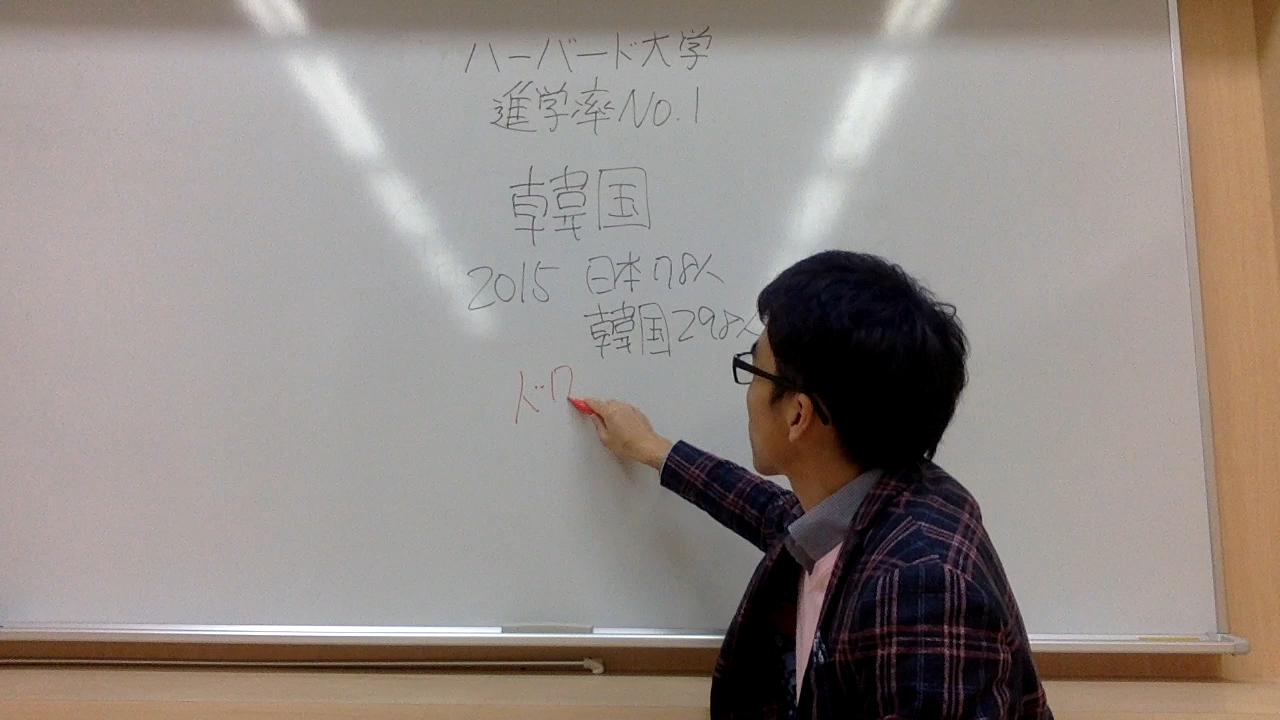 ハーバード大学
進学率No.1
韓国
2015 日本78人
韓国298人
ドロ